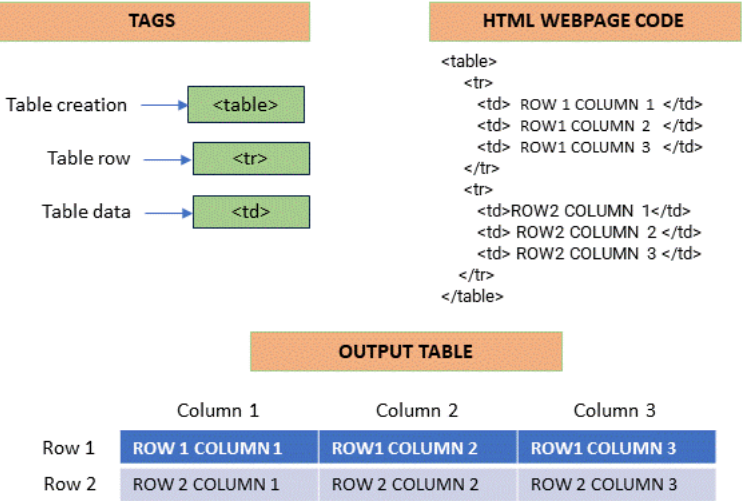 TAGS
Table creation <table>
Table row <tr>
Table data <td>
HTML WEBPAGE CODE
<table>
<tr>
<td> ROW 1 COLUMN 1 </td>
<td> ROW1 COLUMN 2 </td>
<td> ROW1 COLUMN 3 </td>
</tr>
<tr>
<td>ROW2 COLUMN 1</td>
<td> ROW2 COLUMN 2 </td>
<td> ROW2 COLUMN 3 </td>
</tr>
</table>
OUTPUT TABLE
Column 1 Column 2 Column 3
Row 1 ROW 1 COLUMN 1 ROW1 COLUMN 2 ROW1 COLUMN 3
Row 2 ROW 2 COLUMN 1 ROW 2 COLUMN 2 ROW 2 COLUMN 3